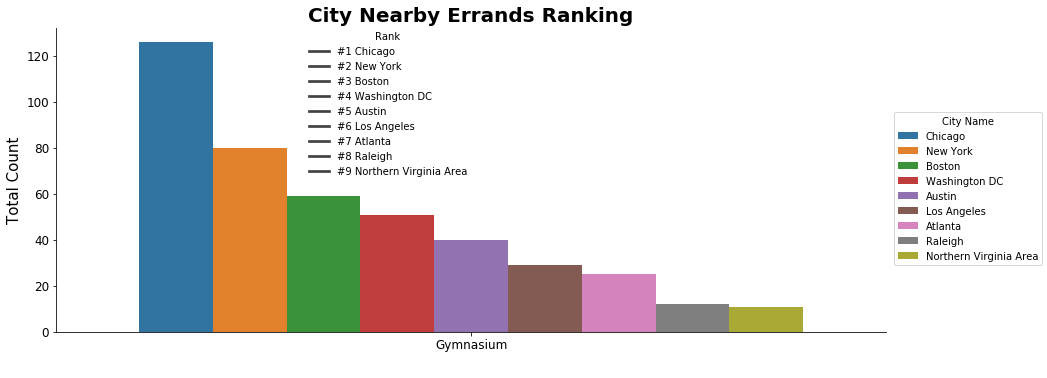 City Nearby Errands Ranking
Total Count
120
100
80
60
40
20
0
Rank
#1 Chicago
#2 New York
#3 Boston
#4 Washington DC
#5 Austin
#6 Los Angeles
#7 Atlanta
#8 Raleigh
#9 Northern Virginia Area
Gymnasium
City Name
Chicago
New York
Boston
Washington DC
Austin
Los Angeles
Atlanta
Raleigh
Northern Virginia Area